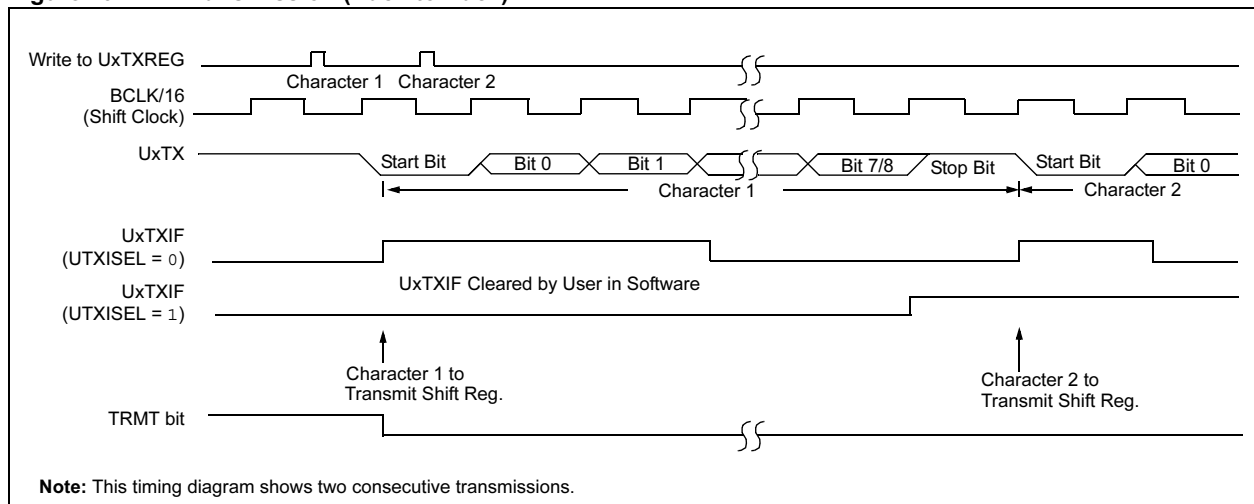 Write to UxTXREG
Character 1 Character 2
BCLK/16
(Shift Clock)
UxTX
Start Bit Bit 0 Bit 1 Bit 7/8 Stop Bit Start Bit Bit 0
Character 1 Character 2
UxTXIF
(UTXISEL = 0)
UxTXIF Cleared by User in Software
UxTXIF
(UTXISEL = 1)
Character 1 to
Transmit Shift Reg.
Character 2 to
Transmit Shift Reg.
TRMT bit
Note: This timing diagram shows two consecutive transmissions.